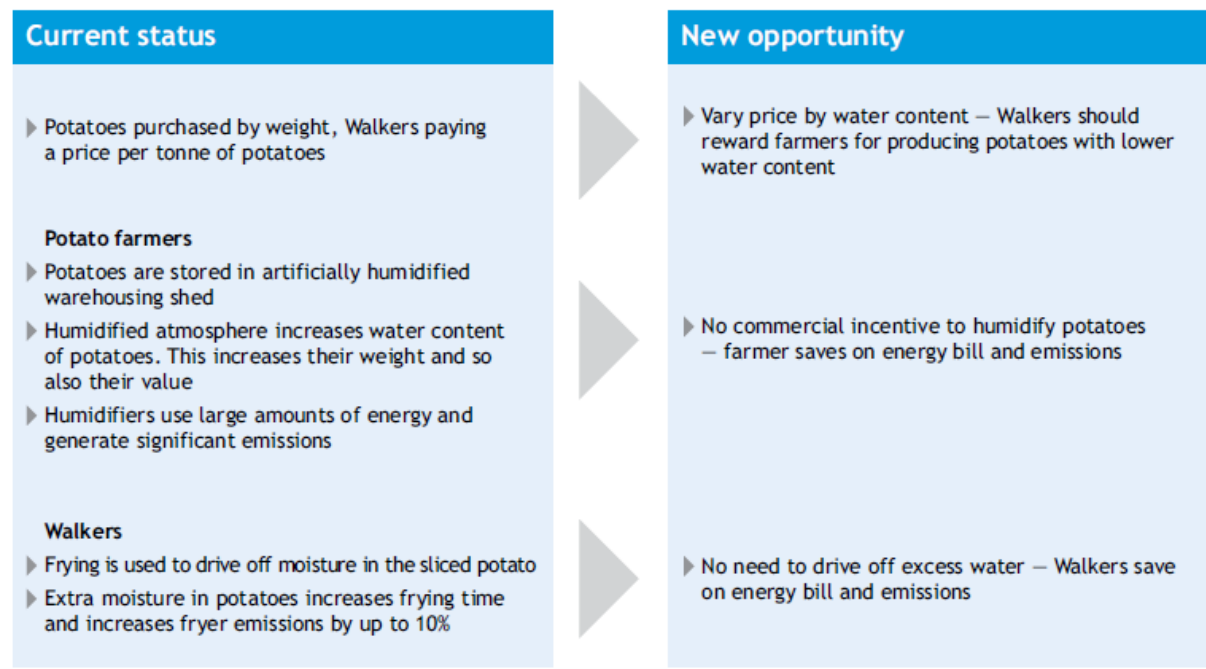 Current status
Potatoes purchased by weight, Walkers paying
a price per tonne of potatoes
Potato farmers
Potatoes are stored in artificially humidified
warehousing shed
Humidified atmosphere increases water content
of potatoes. This increases their weight and so
also their value
Humidifiers use large amounts of energy and
generate significant emissions
Walkers
Frying is used to drive off moisture in the sliced potato
Extra moisture in potatoes increases frying time
and increases fryer emissions by up to 10%
New opportunity
Vary price by water content — Walkers should
reward farmers for producing potatoes with lower
water content
No commercial incentive to humidify potatoes
— farmer saves on energy bill and emissions
No need to drive off excess water — Walkers save
on energy bill and emissions